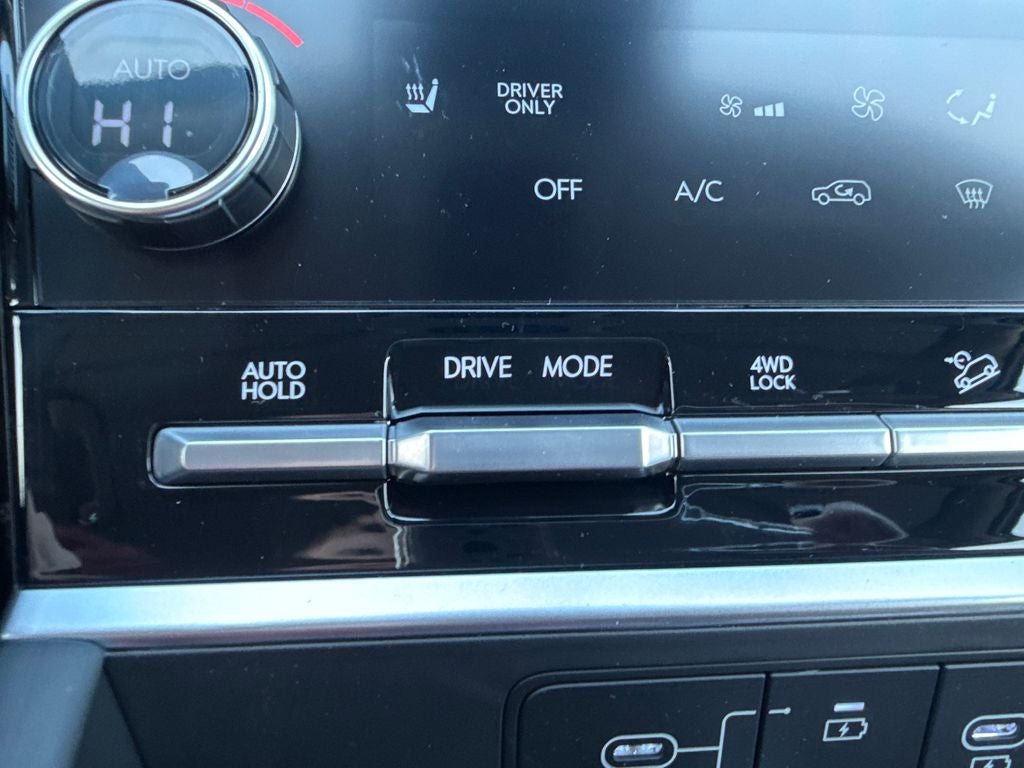 AUTO
HI
DRIVER
ONLY
OFF
A/C
AUTO
HOLD
DRIVE MODE
4WD
LOCK